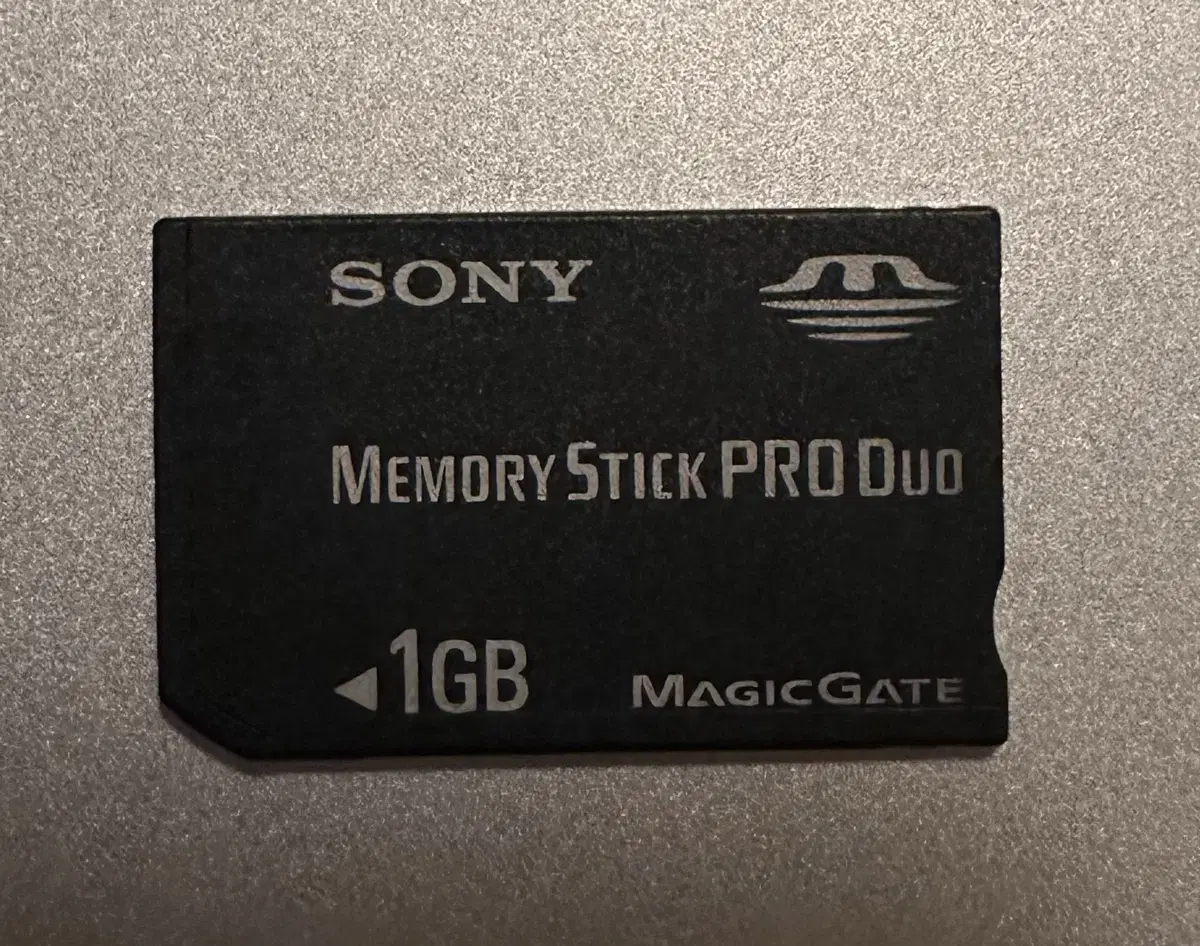 SONY
MEMORY STICK PRO DUO
1GB MAGICGATE